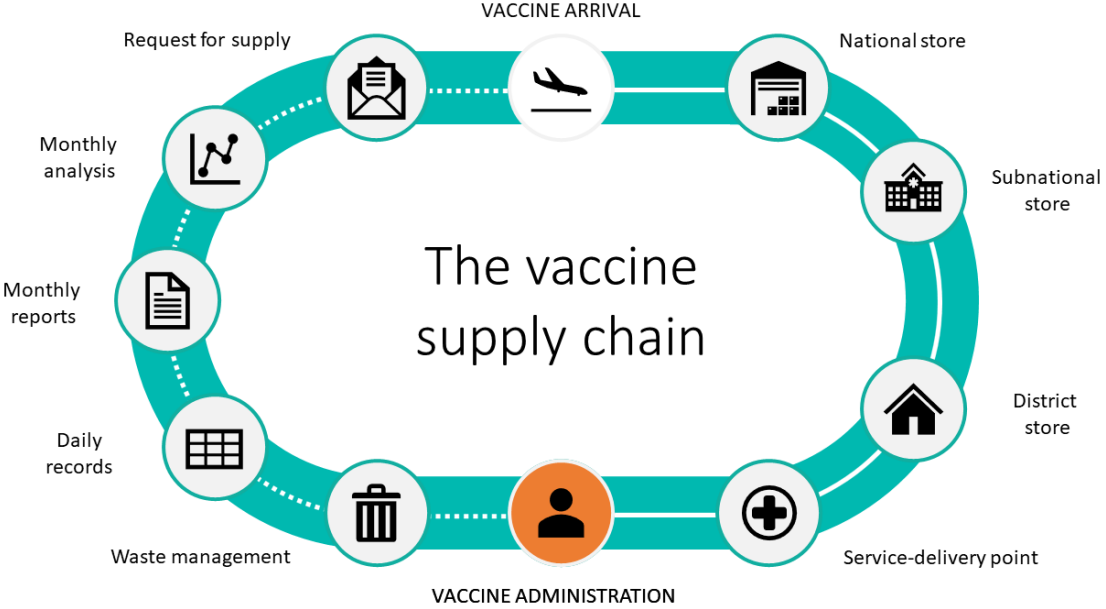 VACCINE ARRIVAL
Request for supply
National store
Monthly
analysis
Subnational
store
The vaccine
supply chain
Monthly
reports
District
store
Daily
records
Waste management
Service-delivery point
VACCINE ADMINISTRATION